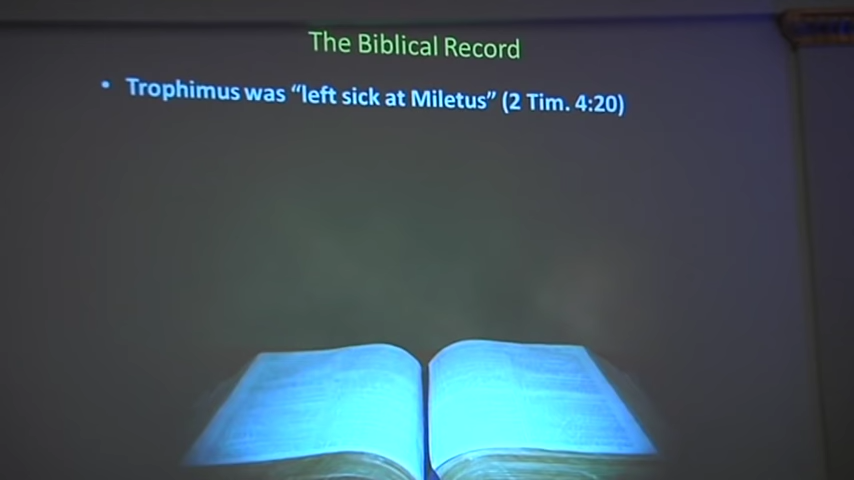 The Biblical Record
• Trophimus was “left sick at Miletus” (2 Tim. 4:20)